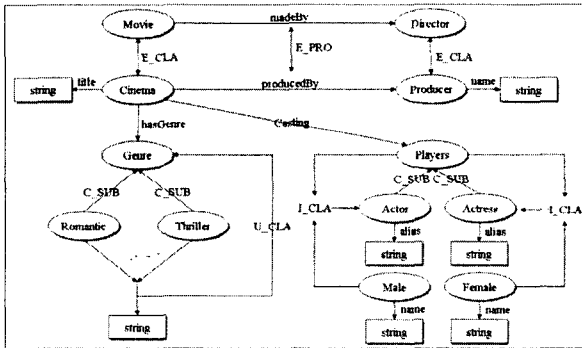 Movie madeBy Director
E_CLA E_PRO E_CLA
string title Cinema producedBy Producer name string
hasGenre Casting
Genre Players
C_SUB C_SUB C_SUB C_SUB
I_CLA Actor Actress I_CLA
Romantic Thriller U_CLA
alias alias
string string
Male Female
name name
string string string